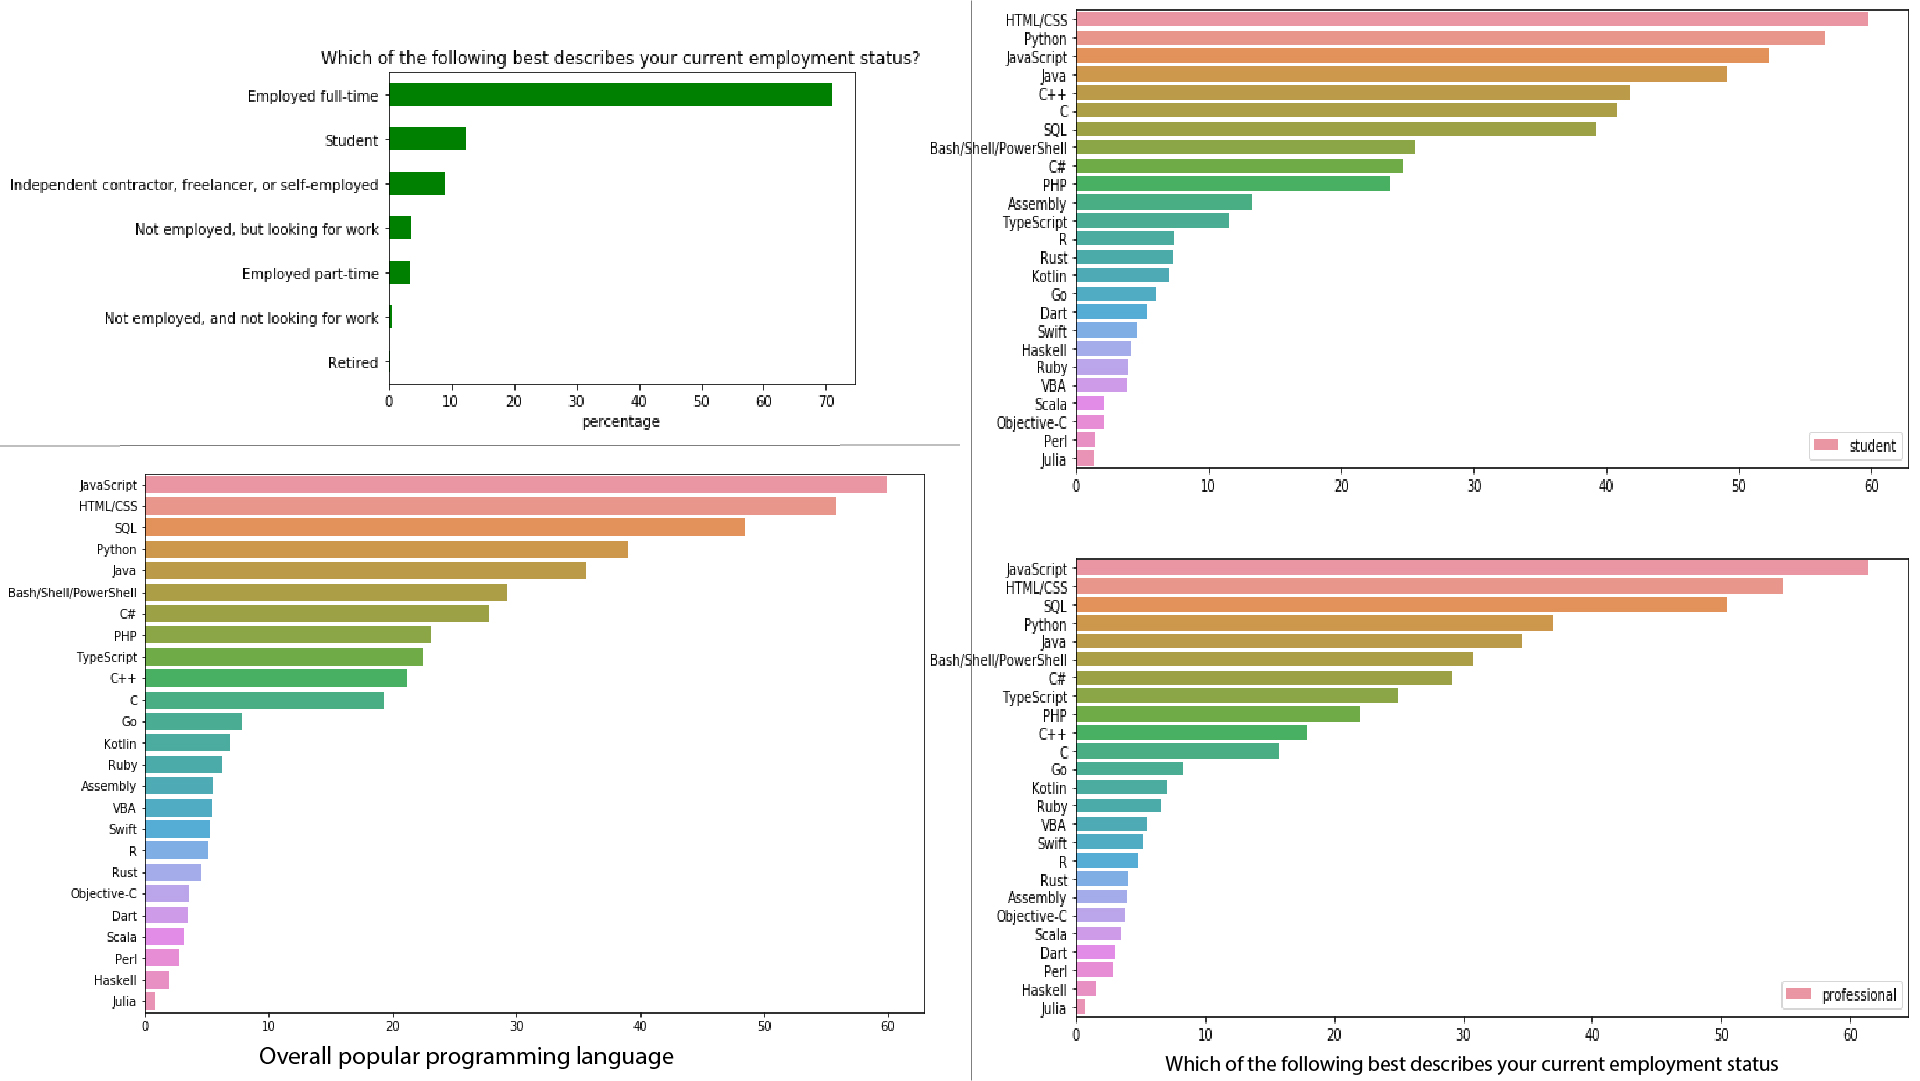 Which of the following best describes your current employment status?
Employed full-time
Student
Independent contractor, freelancer, or self-employed
Not employed, but looking for work
Employed part-time
Not employed, and not looking for work
Retired
0 10 20 30 40 50 60 70
percentage
JavaScript
HTML/CSS
SQL
Python
Java
Bash/Shell/PowerShell
C#
PHP
TypeScript
C++
C
Go
Kotlin
Ruby
Assembly
VBA
Swift
R
Rust
Objective-C
Dart
Scala
Perl
Haskell
Julia
0 10 20 30 40 50 60
Overall popular programming language
HTML/CSS
Python
JavaScript
Java
C++
C
SQL
Bash/Shell/PowerShell
C#
PHP
Assembly
TypeScript
R
Rust
Kotlin
Go
Dart
Swift
Haskell
Ruby
VBA
Scala
Objective-C
Perl
Julia
student
0 10 20 30 40 50 60
JavaScript
HTML/CSS
SQL
Python
Java
Bash/Shell/PowerShell
C#
TypeScript
PHP
C++
C
Go
Kotlin
Ruby
VBA
Swift
R
Rust
Assembly
Objective-C
Scala
Dart
Perl
Haskell
Julia
professional
0 10 20 30 40 50 60
Which of the following best describes your current employment status